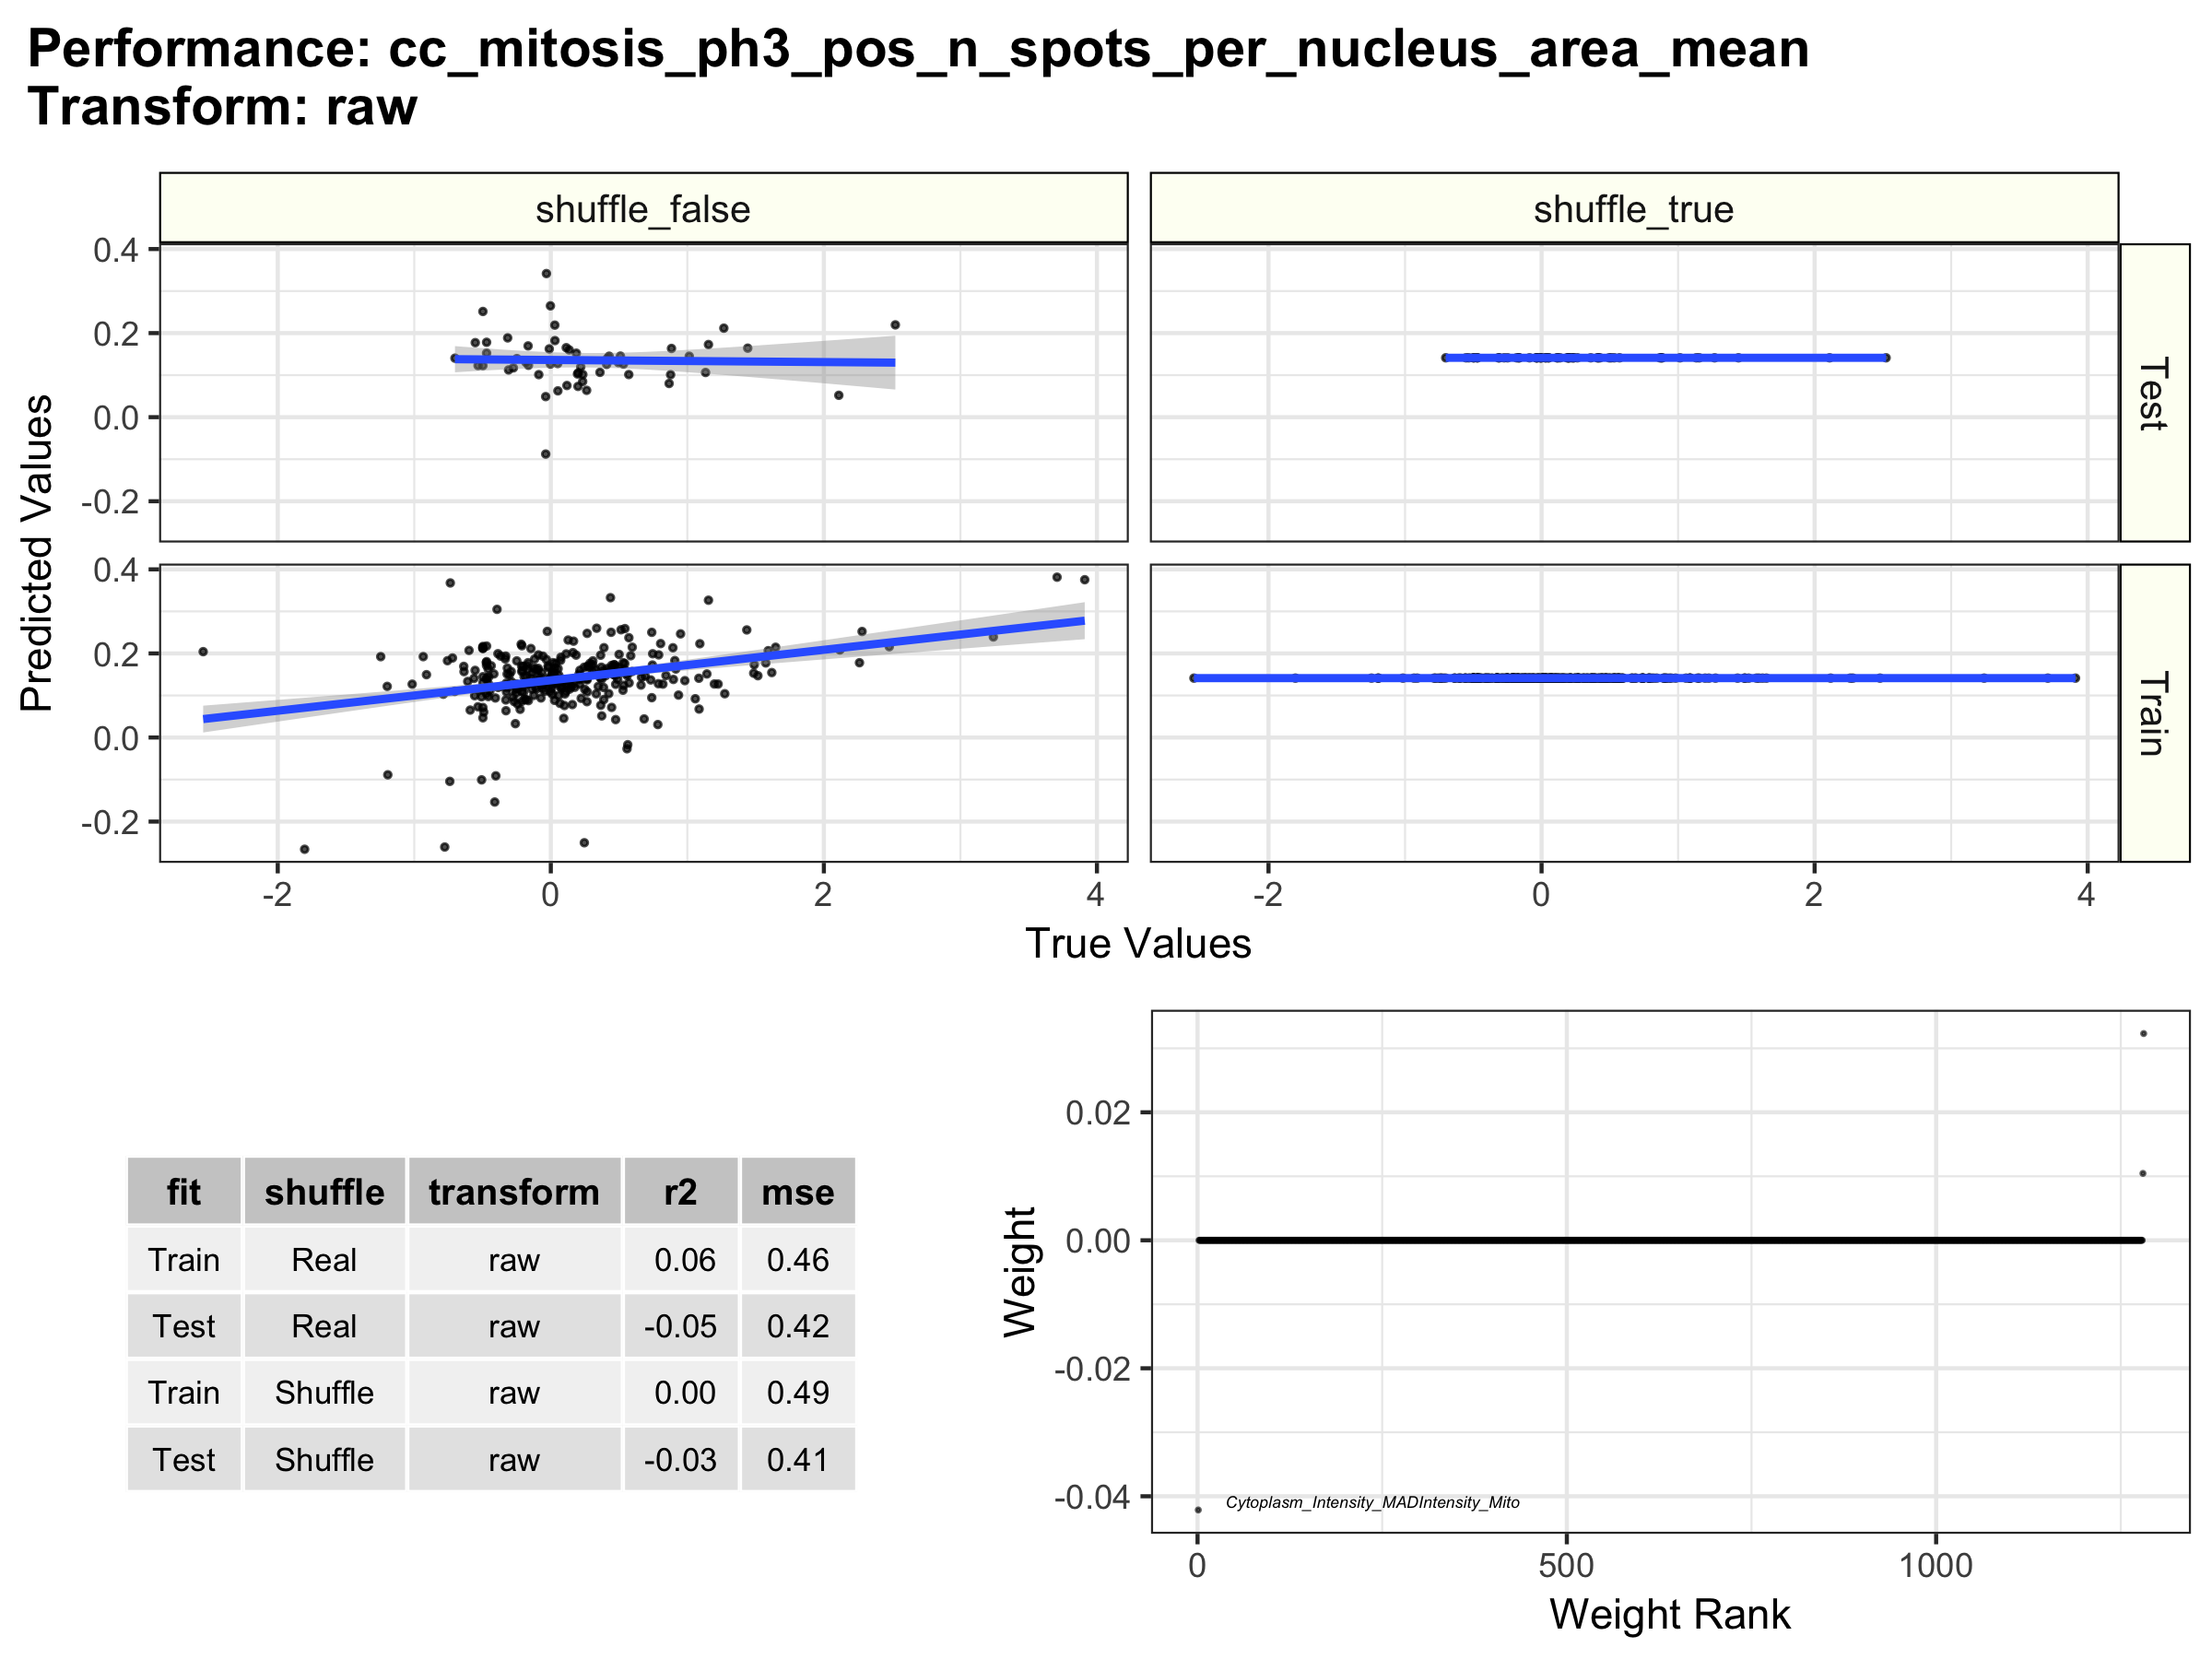 Performance: cc_mitosis_ph3_pos_n_spots_per_nucleus_area_mean
Transform: raw
shuffle_false
shuffle_true
0.4
0.2
0.0
-0.2
Test
Predicted Values
0.4
0.2
0.0
-0.2
Train
-2 0 2 4
-2 0 2 4
True Values
fit shuffle transform r2 mse
Train Real raw 0.06 0.46
Test Real raw -0.05 0.42
Train Shuffle raw 0.00 0.49
Test Shuffle raw -0.03 0.41
Weight
0.02
0.00
-0.02
-0.04
Cytoplasm_Intensity_MADIntensity_Mito
0 500 1000
Weight Rank